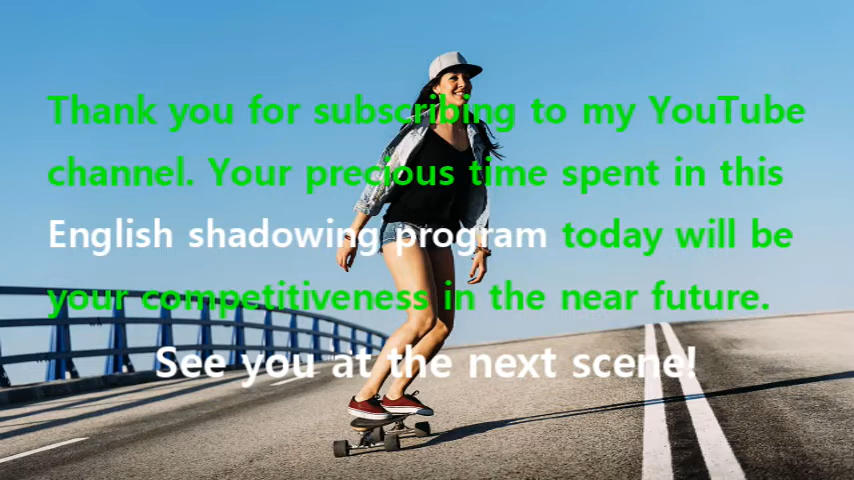 Thank you for subscribing to my YouTube
channel. Your precious time spent in this
English shadowing program today will be
your competitiveness in the near future.
See you at the next scene!